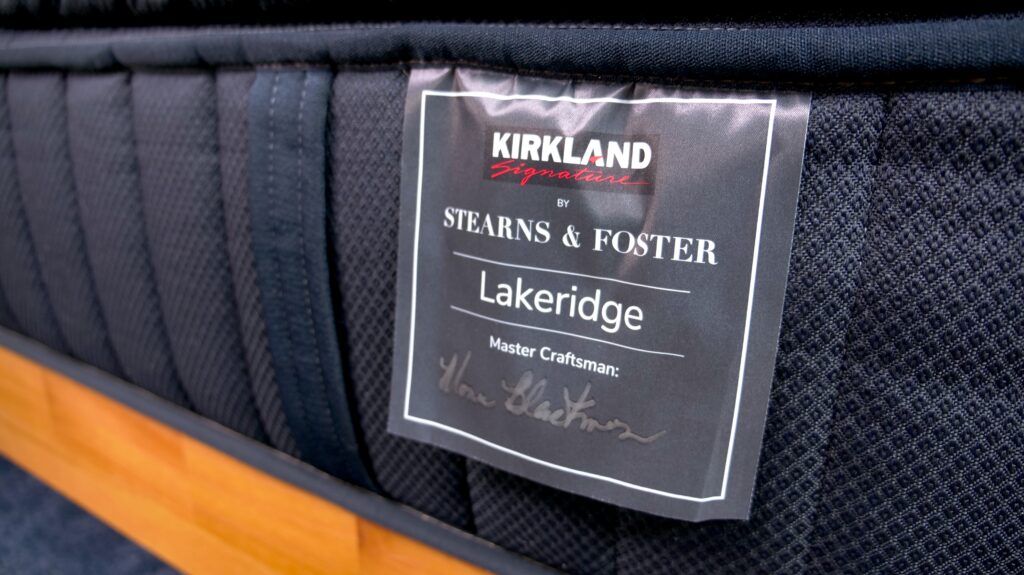 KIRKLAND
Signature
BY
STEARNS & FOSTER
Lakeridge
Master Craftsman: